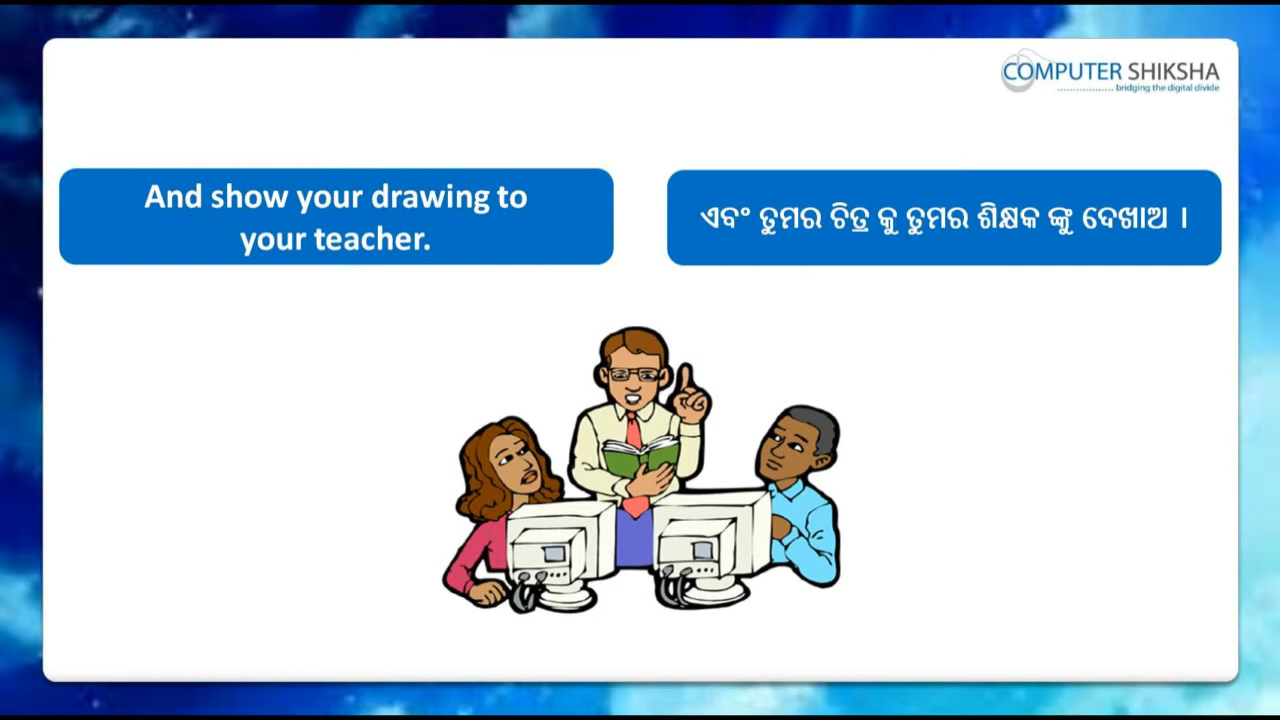 COMPUTER SHIKSHA
.................. bridging the digital divide
And show your drawing to
your teacher.
ଏବଂ ତୁମର ଚିତ୍ର କୁ ତୁମର ଶିକ୍ଷକ ଙ୍କୁ ଦେଖାଅ ।